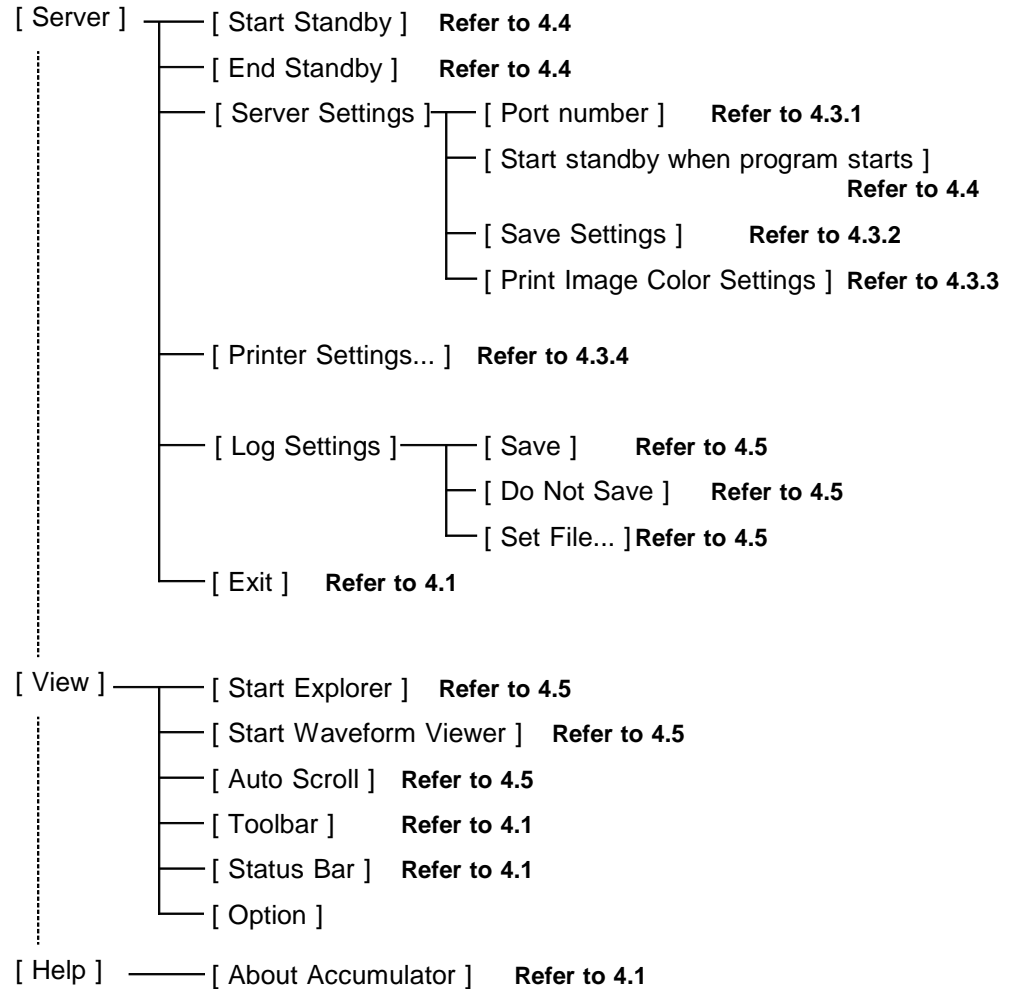 [ Server ] [ Start Standby ] Refer to 4.4
[ End Standby ] Refer to 4.4
[ Server Settings ] [ Port number ] Refer to 4.3.1
[ Start standby when program starts ]
Refer to 4.4
[ Save Settings ] Refer to 4.3.2
[ Print Image Color Settings ] Refer to 4.3.3
[ Printer Settings... ] Refer to 4.3.4
[ Log Settings ] [ Save ] Refer to 4.5
[ Do Not Save ] Refer to 4.5
[ Set File... ] Refer to 4.5
[ Exit ] Refer to 4.1
[ View ] [ Start Explorer ] Refer to 4.5
[ Start Waveform Viewer ] Refer to 4.5
[ Auto Scroll ] Refer to 4.5
[ Toolbar ] Refer to 4.1
[ Status Bar ] Refer to 4.1
[ Option ]
[ Help ] [ About Accumulator ] Refer to 4.1